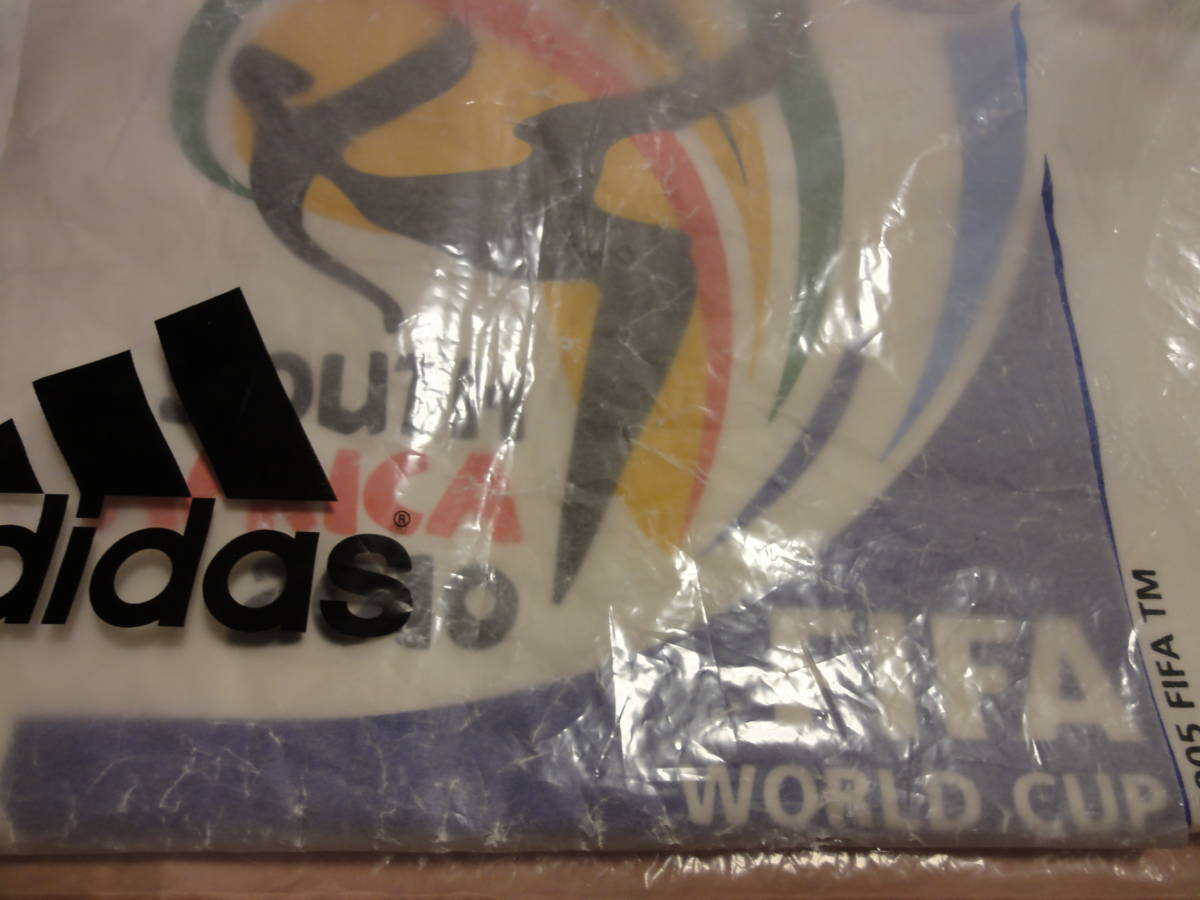 SOUTH
AFRICA
adidas®
2010
FIFA
WORLD CUP
005 FIFA TM